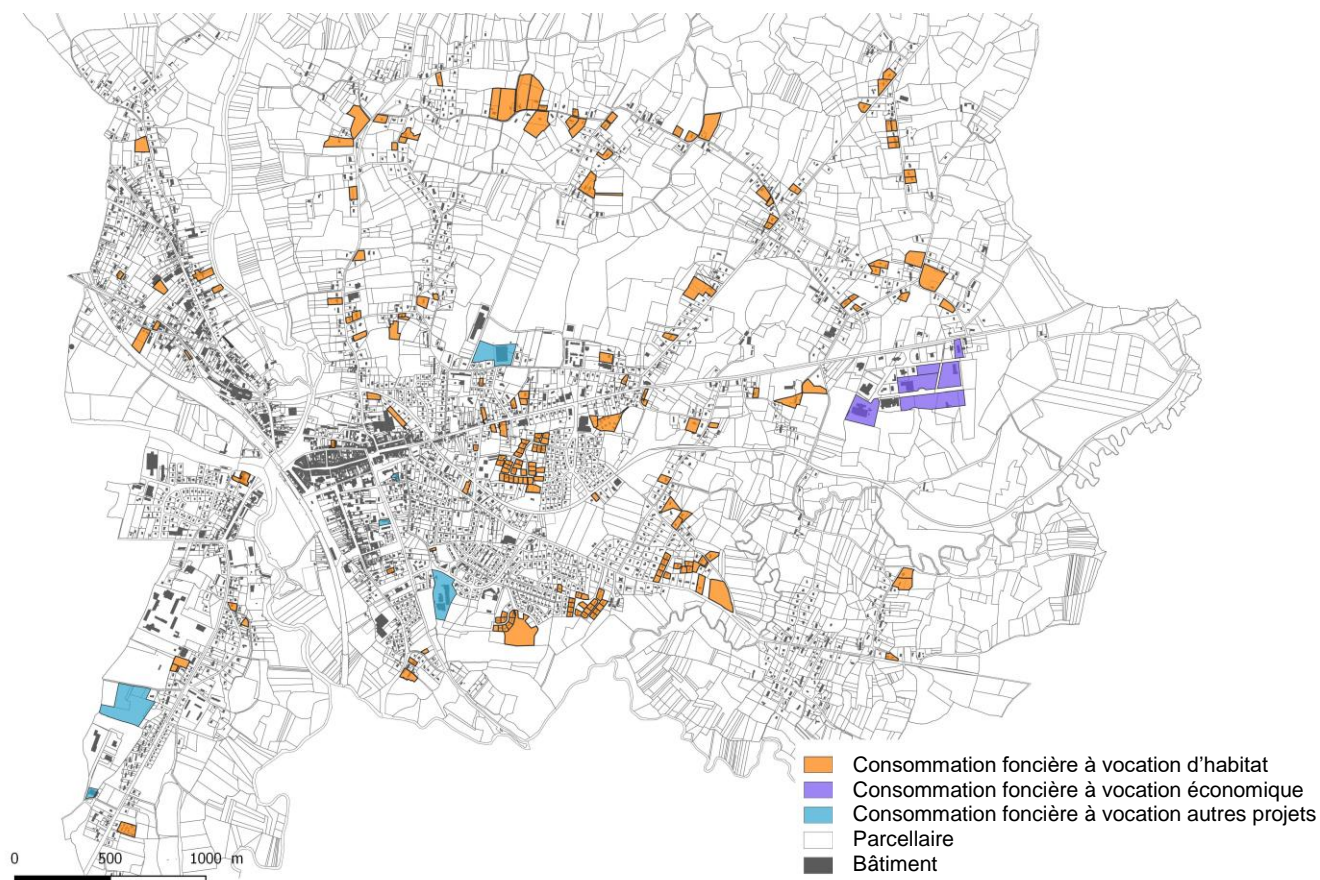 Consommation foncière à vocation d'habitat
Consommation foncière à vocation économique
Consommation foncière à vocation autres projets
Parcellaire
Bâtiment
0 500 1000 m